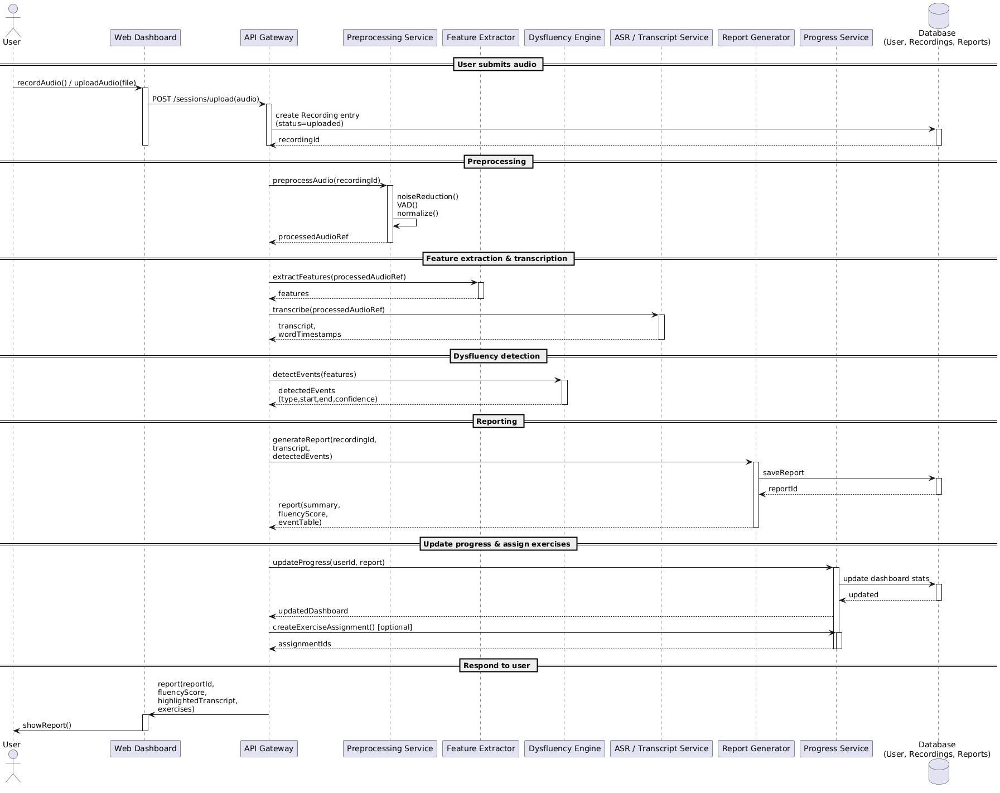 User
Web Dashboard
API Gateway
Preprocessing Service
Feature Extractor
Dysfluency Engine
ASR / Transcript Service
Report Generator
Progress Service
Database
(User, Recordings, Reports)
User submits audio
recordAudio() / uploadAudio(file)
POST /sessions/upload(audio)
create Recording entry
(status=uploaded)
recordingId
Preprocessing
preprocessAudio(recordingId)
noiseReduction()
VAD()
normalize()
processedAudioRef
Feature extraction & transcription
extractFeatures(processedAudioRef)
features
transcribe(processedAudioRef)
transcript,
wordTimestamps
Dysfluency detection
detectEvents(features)
detectedEvents
(type,start,end,confidence)
Reporting
generateReport(recordingId,
transcript,
detectedEvents)
saveReport
reportId
report(summary,
fluencyScore,
eventTable)
Update progress & assign exercises
updateProgress(userId, report)
update dashboard stats
updated
updatedDashboard
createExerciseAssignment() [optional]
assignmentIds
Respond to user
report(reportId,
fluencyScore,
highlightedTranscript,
exercises)
showReport()
User
Web Dashboard
API Gateway
Preprocessing Service
Feature Extractor
Dysfluency Engine
ASR / Transcript Service
Report Generator
Progress Service
Database
(User, Recordings, Reports)